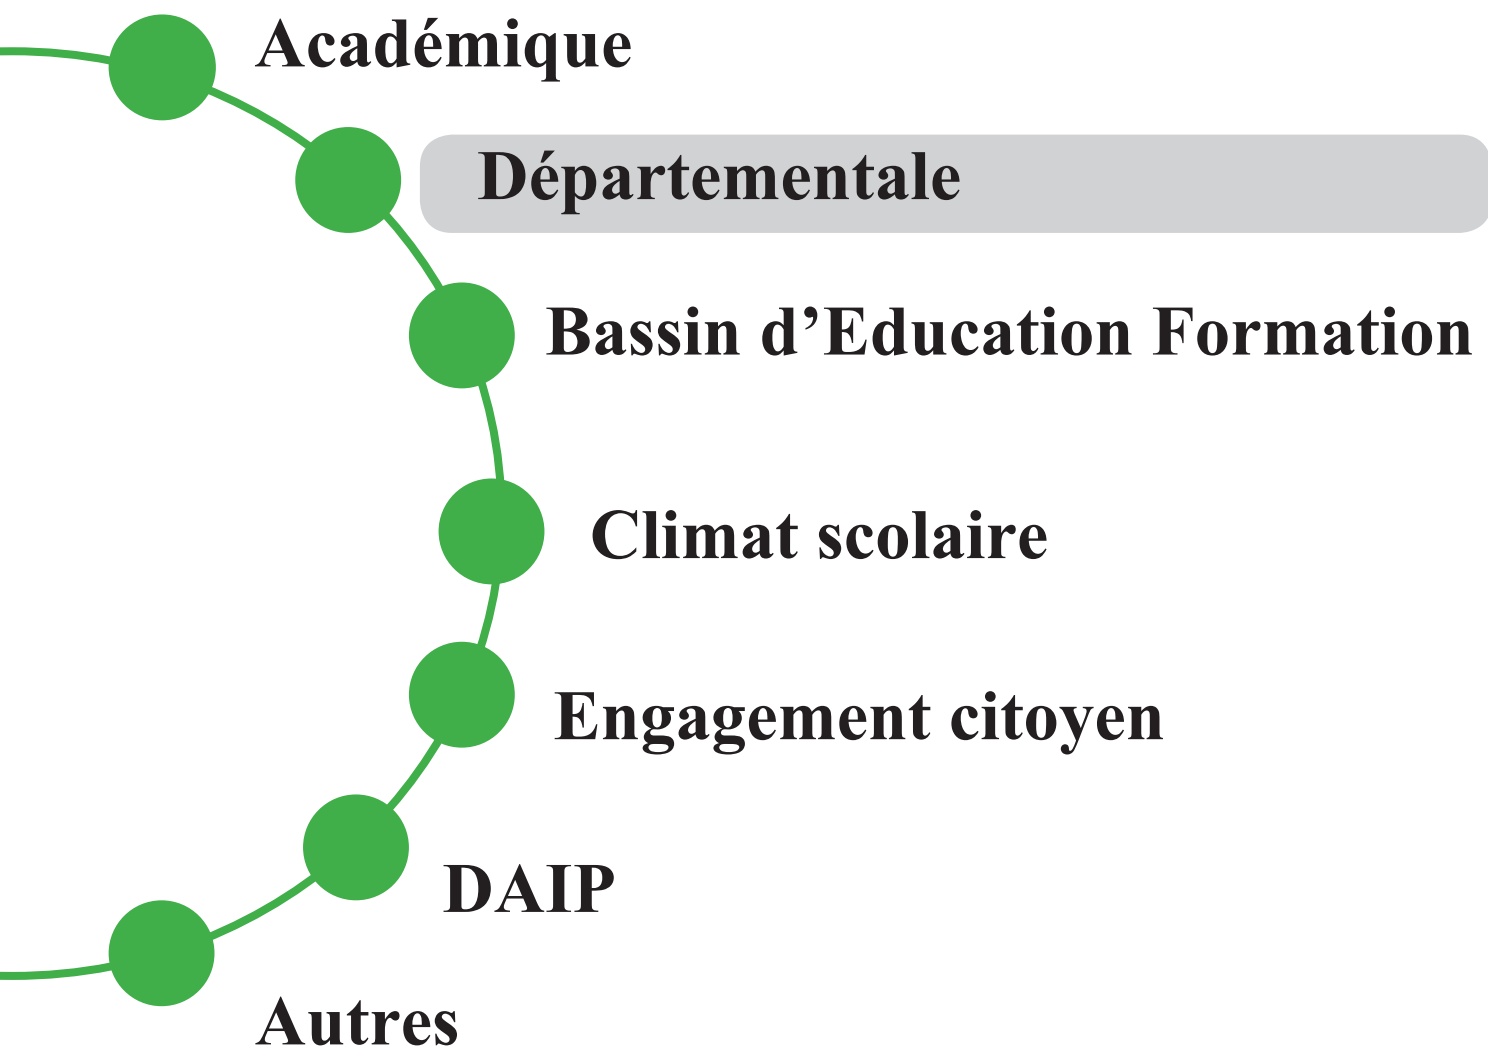 Académique
Départementale
Bassin d’Education Formation
Climat scolaire
Engagement citoyen
DAIP
Autres